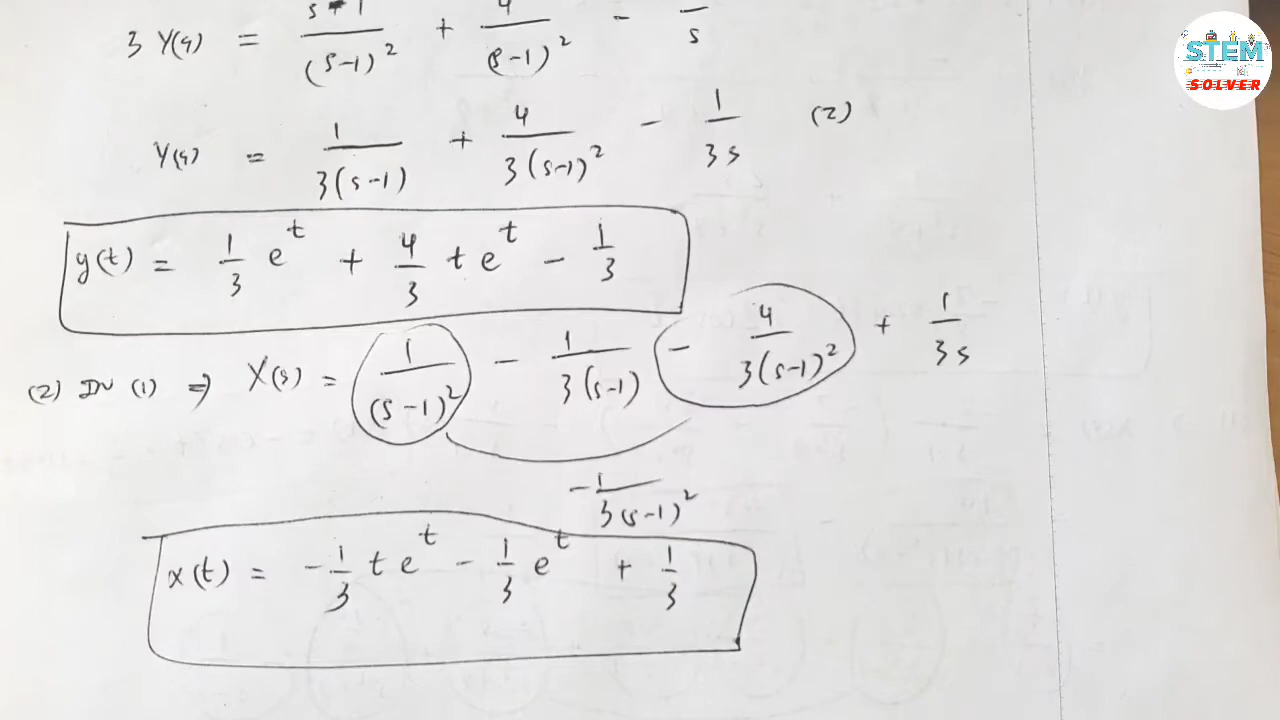 3 Y(s) = s-1/(s-1)² + 4/(s-1)² - /s
Y(s) = 1/3(s-1) + 4/3(s-1)² - 1/3s (2)
y(t) = 1/3 e^t + 4/3 t e^t - 1/3
(2) IN (1) => X(s) = 1/(s-1)² - 1/3(s-1) - 4/3(s-1)² + 1/3s
-1/3(s-1)²
x(t) = -1/3 t e^t - 1/3 e^t + 1/3
STEM
SOLVER